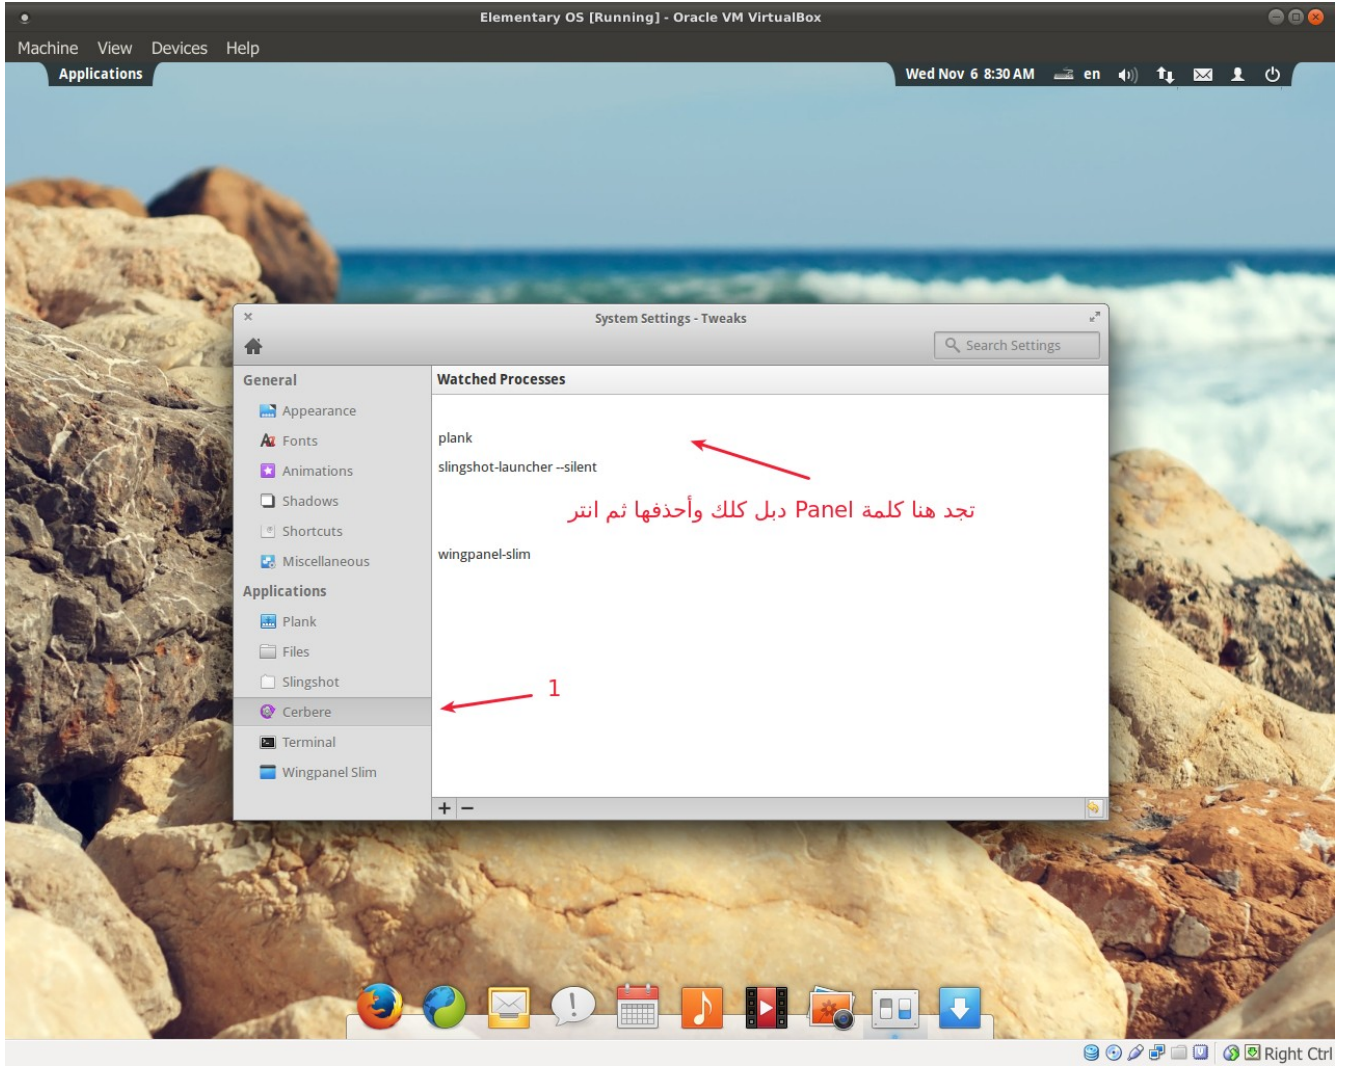 Elementary OS [Running] - Oracle VM VirtualBox
Machine View Devices Help
Applications
Wed Nov 6 8:30 AM en
System Settings - Tweaks
Search Settings
General
Appearance
Fonts
Animations
Shadows
Shortcuts
Miscellaneous
Applications
Plank
Files
Slingshot
Cerbere
Terminal
Wingpanel Slim
Watched Processes
plank
slingshot-launcher --silent
تجد هنا كلمة Panel دبل كلك وأحذفها ثم انتر
wingpanel-slim
1
Right Ctrl